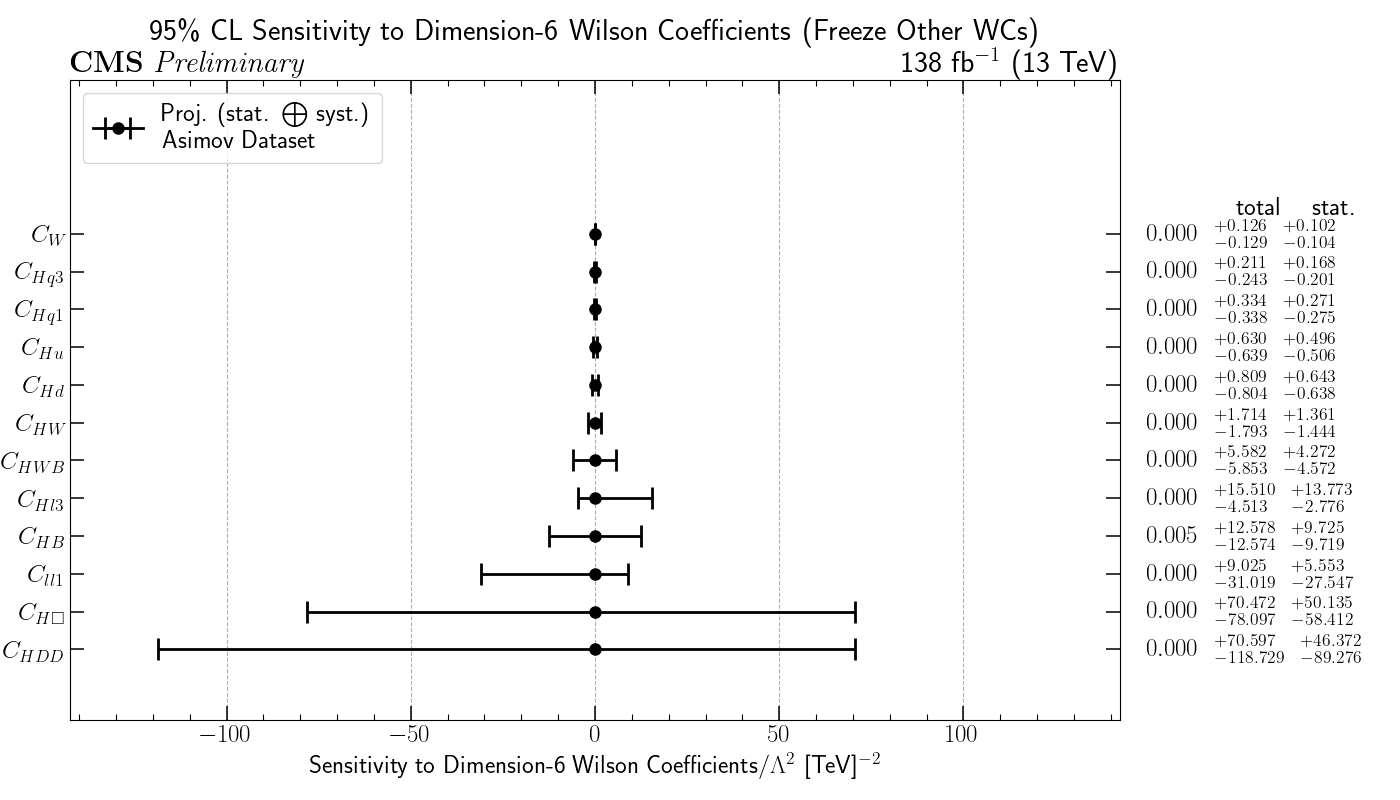 95% CL Sensitivity to Dimension-6 Wilson Coefficients (Freeze Other WCs)
CMS Preliminary 138 fb⁻¹ (13 TeV)
Proj. (stat. ⨁ syst.)
Asimov Dataset
total stat.
C_W 0.000 +0.126 −0.129 +0.102 −0.104
C_Hq3 0.000 +0.211 −0.243 +0.168 −0.201
C_Hq1 0.000 +0.334 −0.338 +0.271 −0.275
C_Hu 0.000 +0.630 −0.639 +0.496 −0.506
C_Hd 0.000 +0.809 −0.804 +0.643 −0.638
C_HW 0.000 +1.714 −1.793 +1.361 −1.444
C_HWB 0.000 +5.582 −5.853 +4.272 −4.572
C_Hl3 0.000 +15.510 −4.513 +13.773 −2.776
C_HB 0.005 +12.578 −12.574 +9.725 −9.719
C_ll1 0.000 +9.025 −31.019 +5.553 −27.547
C_H□ 0.000 +70.472 −78.097 +50.135 −58.412
C_HDD 0.000 +70.597 −118.729 +46.372 −89.276
−100 −50 0 50 100
Sensitivity to Dimension-6 Wilson Coefficients/Λ² [TeV]⁻²